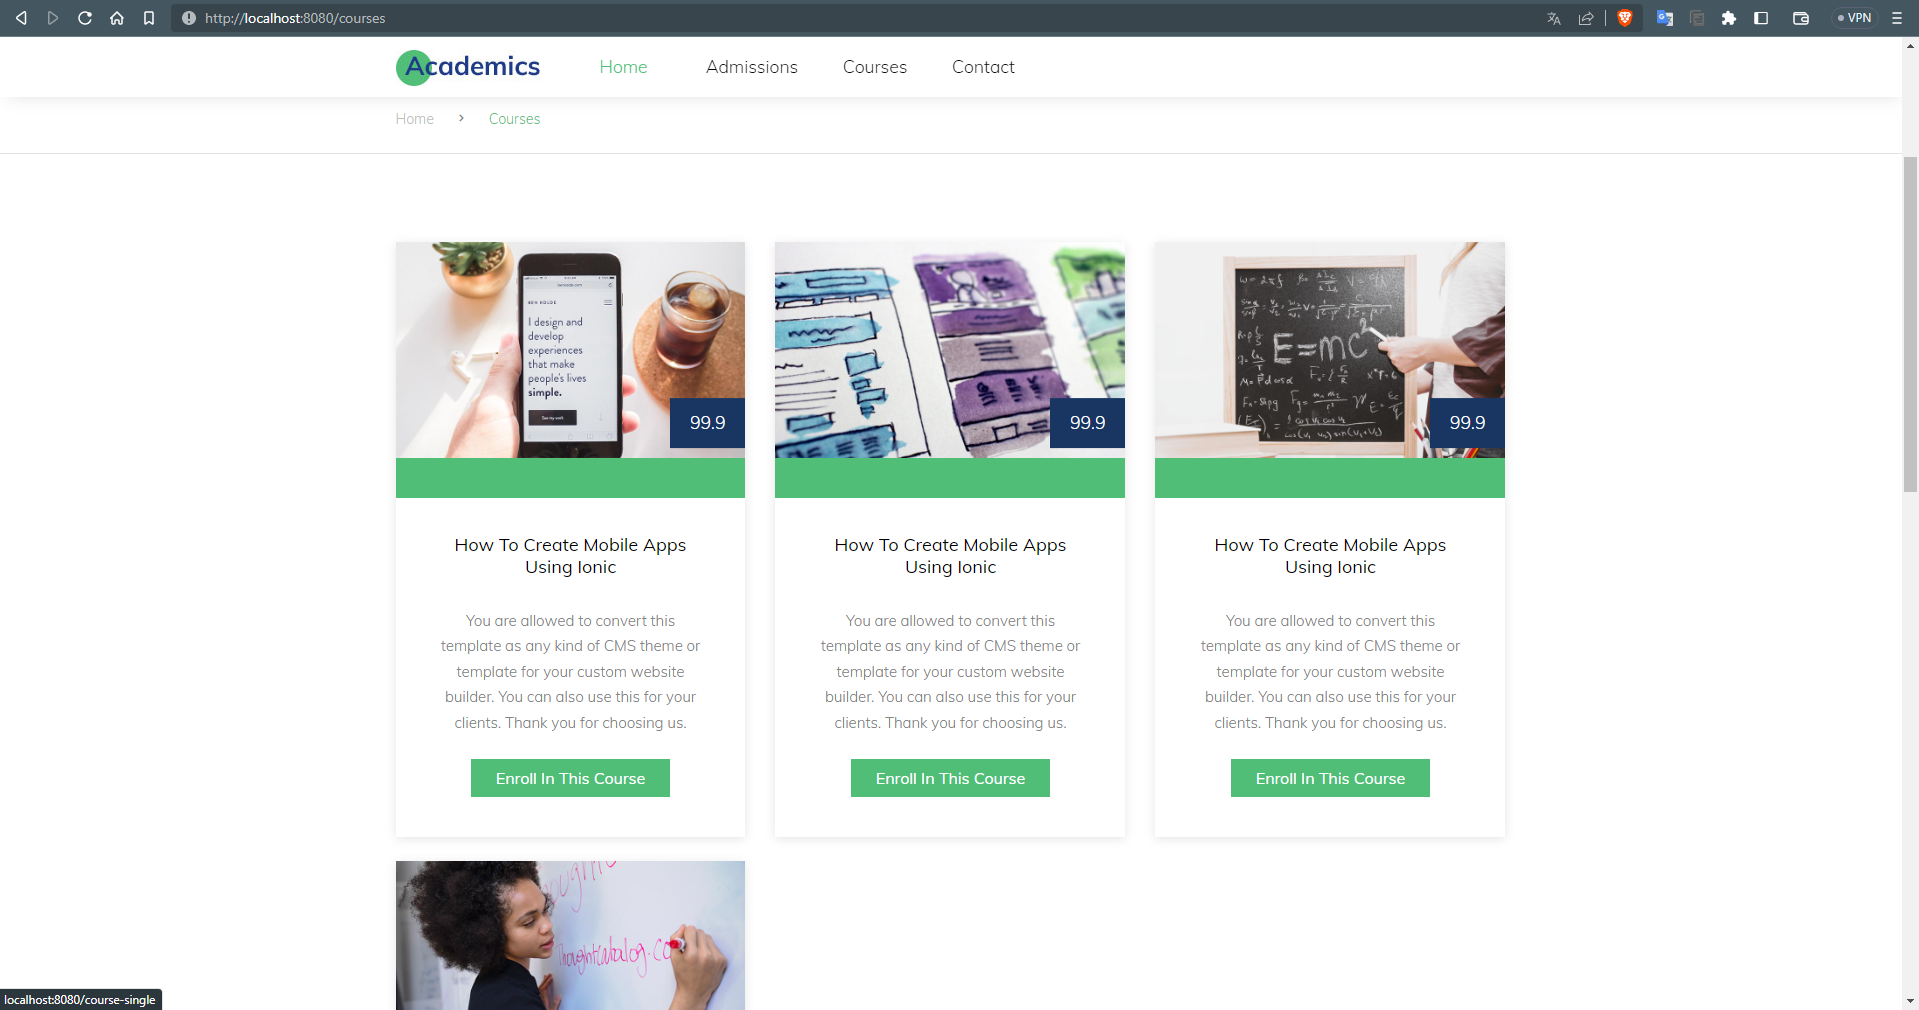 http://localhost:8080/courses
VPN
Academics
Home
Admissions
Courses
Contact
Home > Courses
BEN KOLDE
I design and
develop
experiences
that make
people's lives
simple.
See my work
99.9
99.9
E=mc²
99.9
How To Create Mobile Apps
Using Ionic
You are allowed to convert this
template as any kind of CMS theme or
template for your custom website
builder. You can also use this for your
clients. Thank you for choosing us.
Enroll In This Course
How To Create Mobile Apps
Using Ionic
You are allowed to convert this
template as any kind of CMS theme or
template for your custom website
builder. You can also use this for your
clients. Thank you for choosing us.
Enroll In This Course
How To Create Mobile Apps
Using Ionic
You are allowed to convert this
template as any kind of CMS theme or
template for your custom website
builder. You can also use this for your
clients. Thank you for choosing us.
Enroll In This Course
localhost:8080/course-single